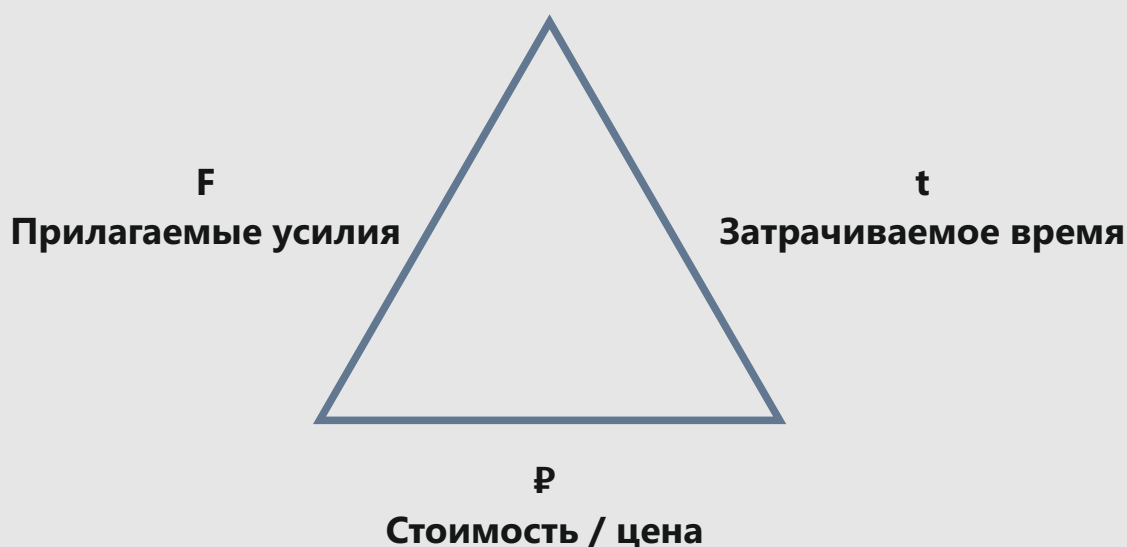 F
Прилагаемые усилия
t
Затрачиваемое время
₽
Стоимость / цена